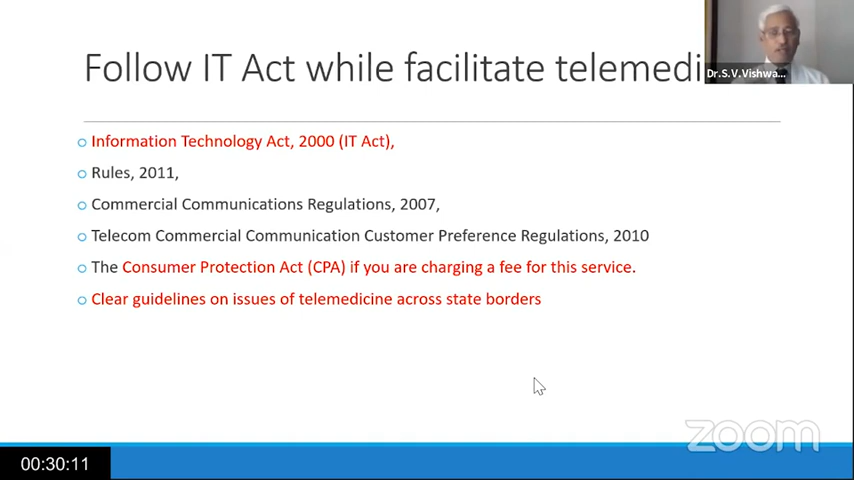 Follow IT Act while facilitate telemedi
Dr.S.V.Vishwa...
Information Technology Act, 2000 (IT Act),
Rules, 2011,
Commercial Communications Regulations, 2007,
Telecom Commercial Communication Customer Preference Regulations, 2010
The Consumer Protection Act (CPA) if you are charging a fee for this service.
Clear guidelines on issues of telemedicine across state borders
zoom
00:30:11